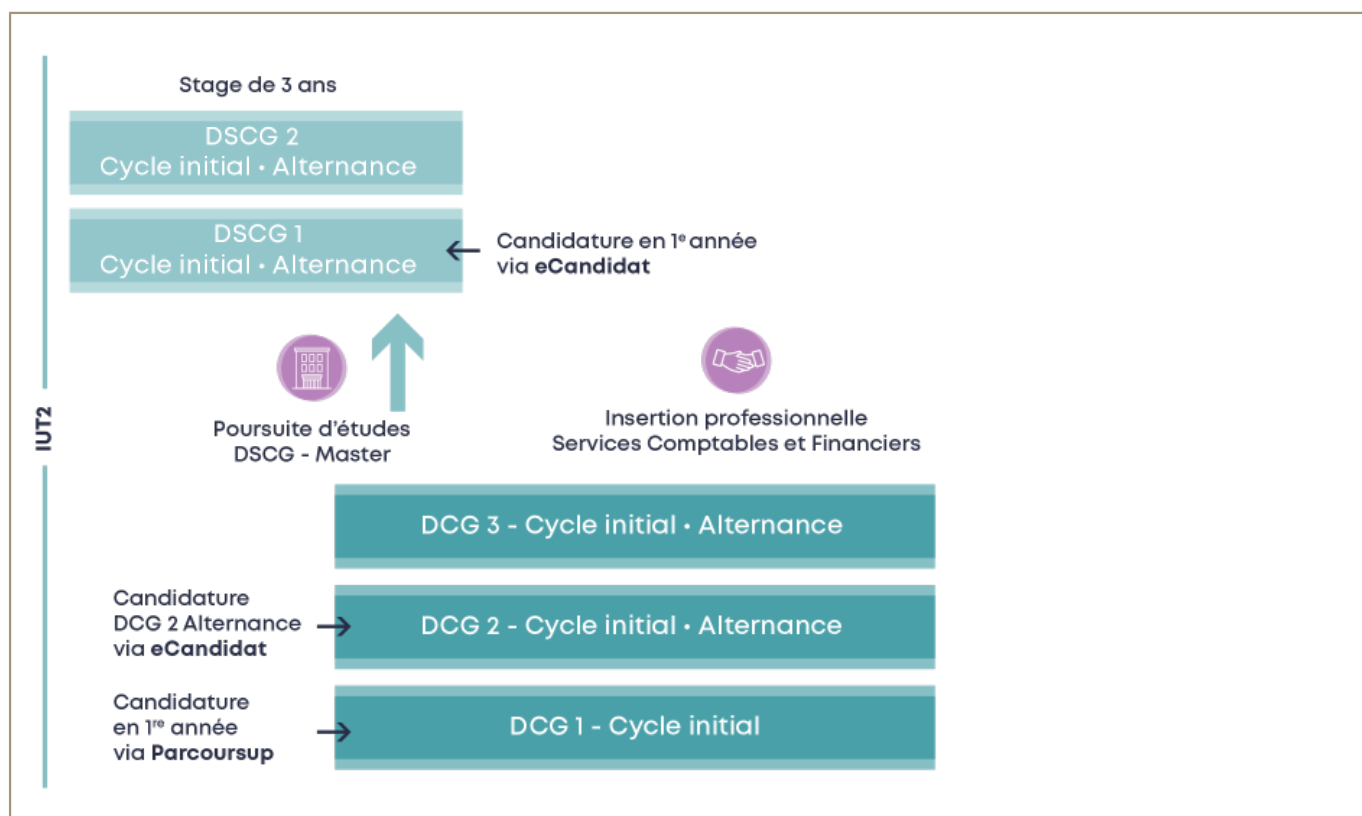 Stage de 3 ans
DSCG 2
Cycle initial • Alternance
DSCG 1
Cycle initial • Alternance
Candidature en 1e année
via eCandidat
Poursuite d'études
DSCG - Master
Insertion professionnelle
Services Comptables et Financiers
IUT2
DCG 3 - Cycle initial • Alternance
Candidature
DCG 2 Alternance
via eCandidat
DCG 2 - Cycle initial • Alternance
Candidature
en 1re année
via Parcoursup
DCG 1 - Cycle initial